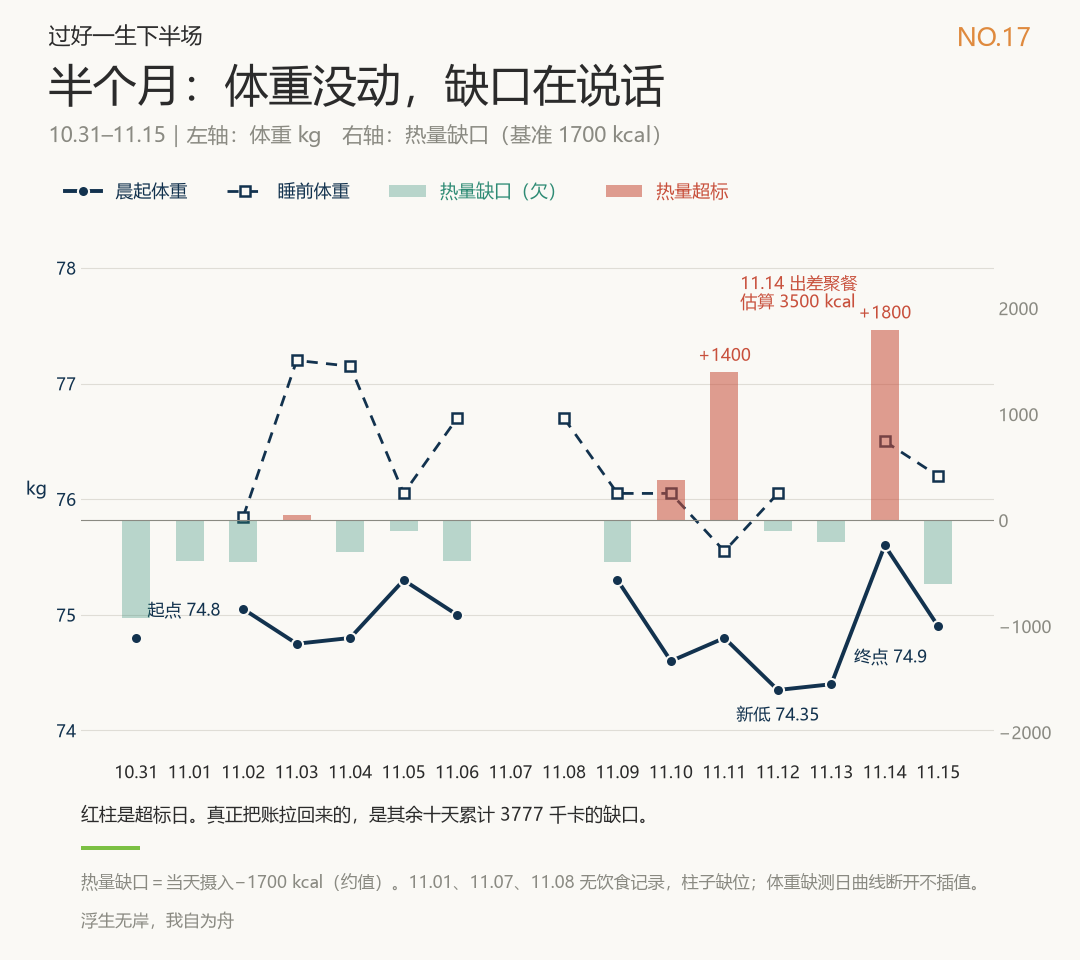 过好一生下半场
NO.17
半个月：体重没动，缺口在说话
10.31–11.15｜左轴：体重 kg　右轴：热量缺口（基准 1700 kcal）
晨起体重 睡前体重 热量缺口（欠） 热量超标
78
11.14 出差聚餐
估算 3500 kcal
+1800
2000
+1400
77
1000
kg
76
0
起点 74.8
75
−1000
终点 74.9
新低 74.35
74
−2000
10.31 11.01 11.02 11.03 11.04 11.05 11.06 11.07 11.08 11.09 11.10 11.11 11.12 11.13 11.14 11.15
红柱是超标日。真正把账拉回来的，是其余十天累计 3777 千卡的缺口。
热量缺口＝当天摄入−1700 kcal（约值）。11.01、11.07、11.08 无饮食记录，柱子缺位；体重缺测日曲线断开不插值。
浮生无岸，我自为舟